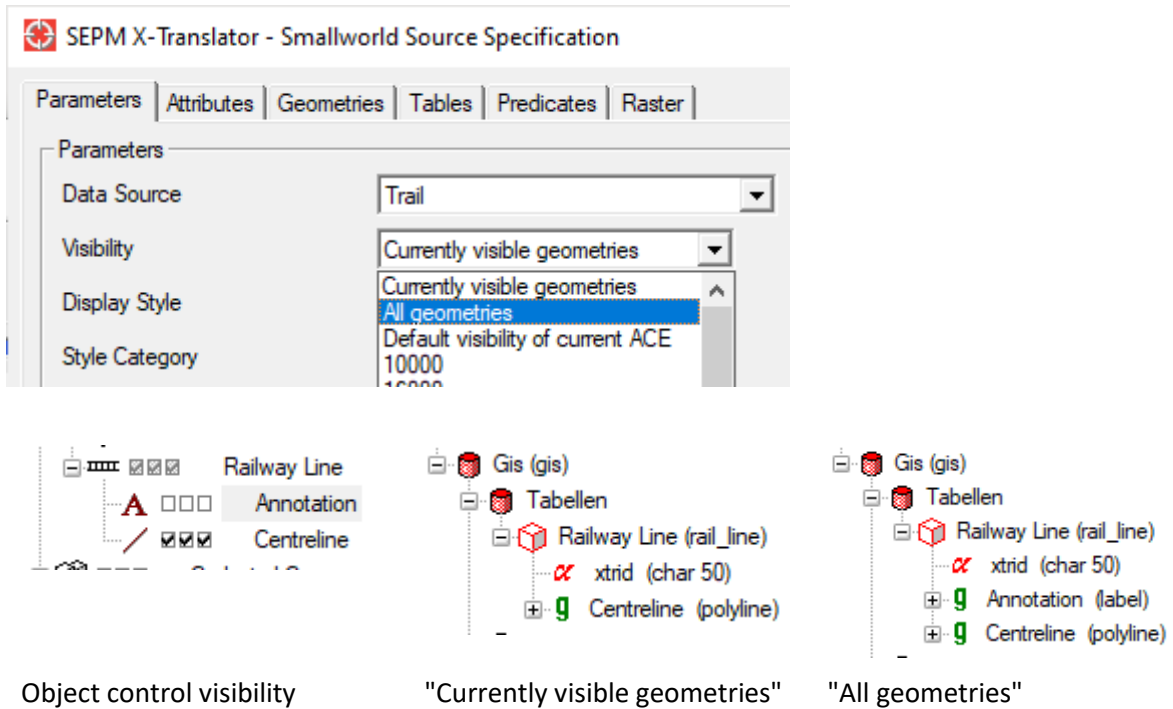 SEPM X-Translator - Smallworld Source Specification
Parameters Attributes Geometries Tables Predicates Raster
Parameters
Data Source Trail
Visibility Currently visible geometries
Currently visible geometries
Display Style All geometries
Default visibility of current ACE
Style Category 10000
Railway Line
A Annotation
Centreline
Gis (gis)
Tabellen
Railway Line (rail_line)
α xtrid (char 50)
g Centreline (polyline)
Gis (gis)
Tabellen
Railway Line (rail_line)
α xtrid (char 50)
g Annotation (label)
g Centreline (polyline)
Object control visibility "Currently visible geometries" "All geometries"